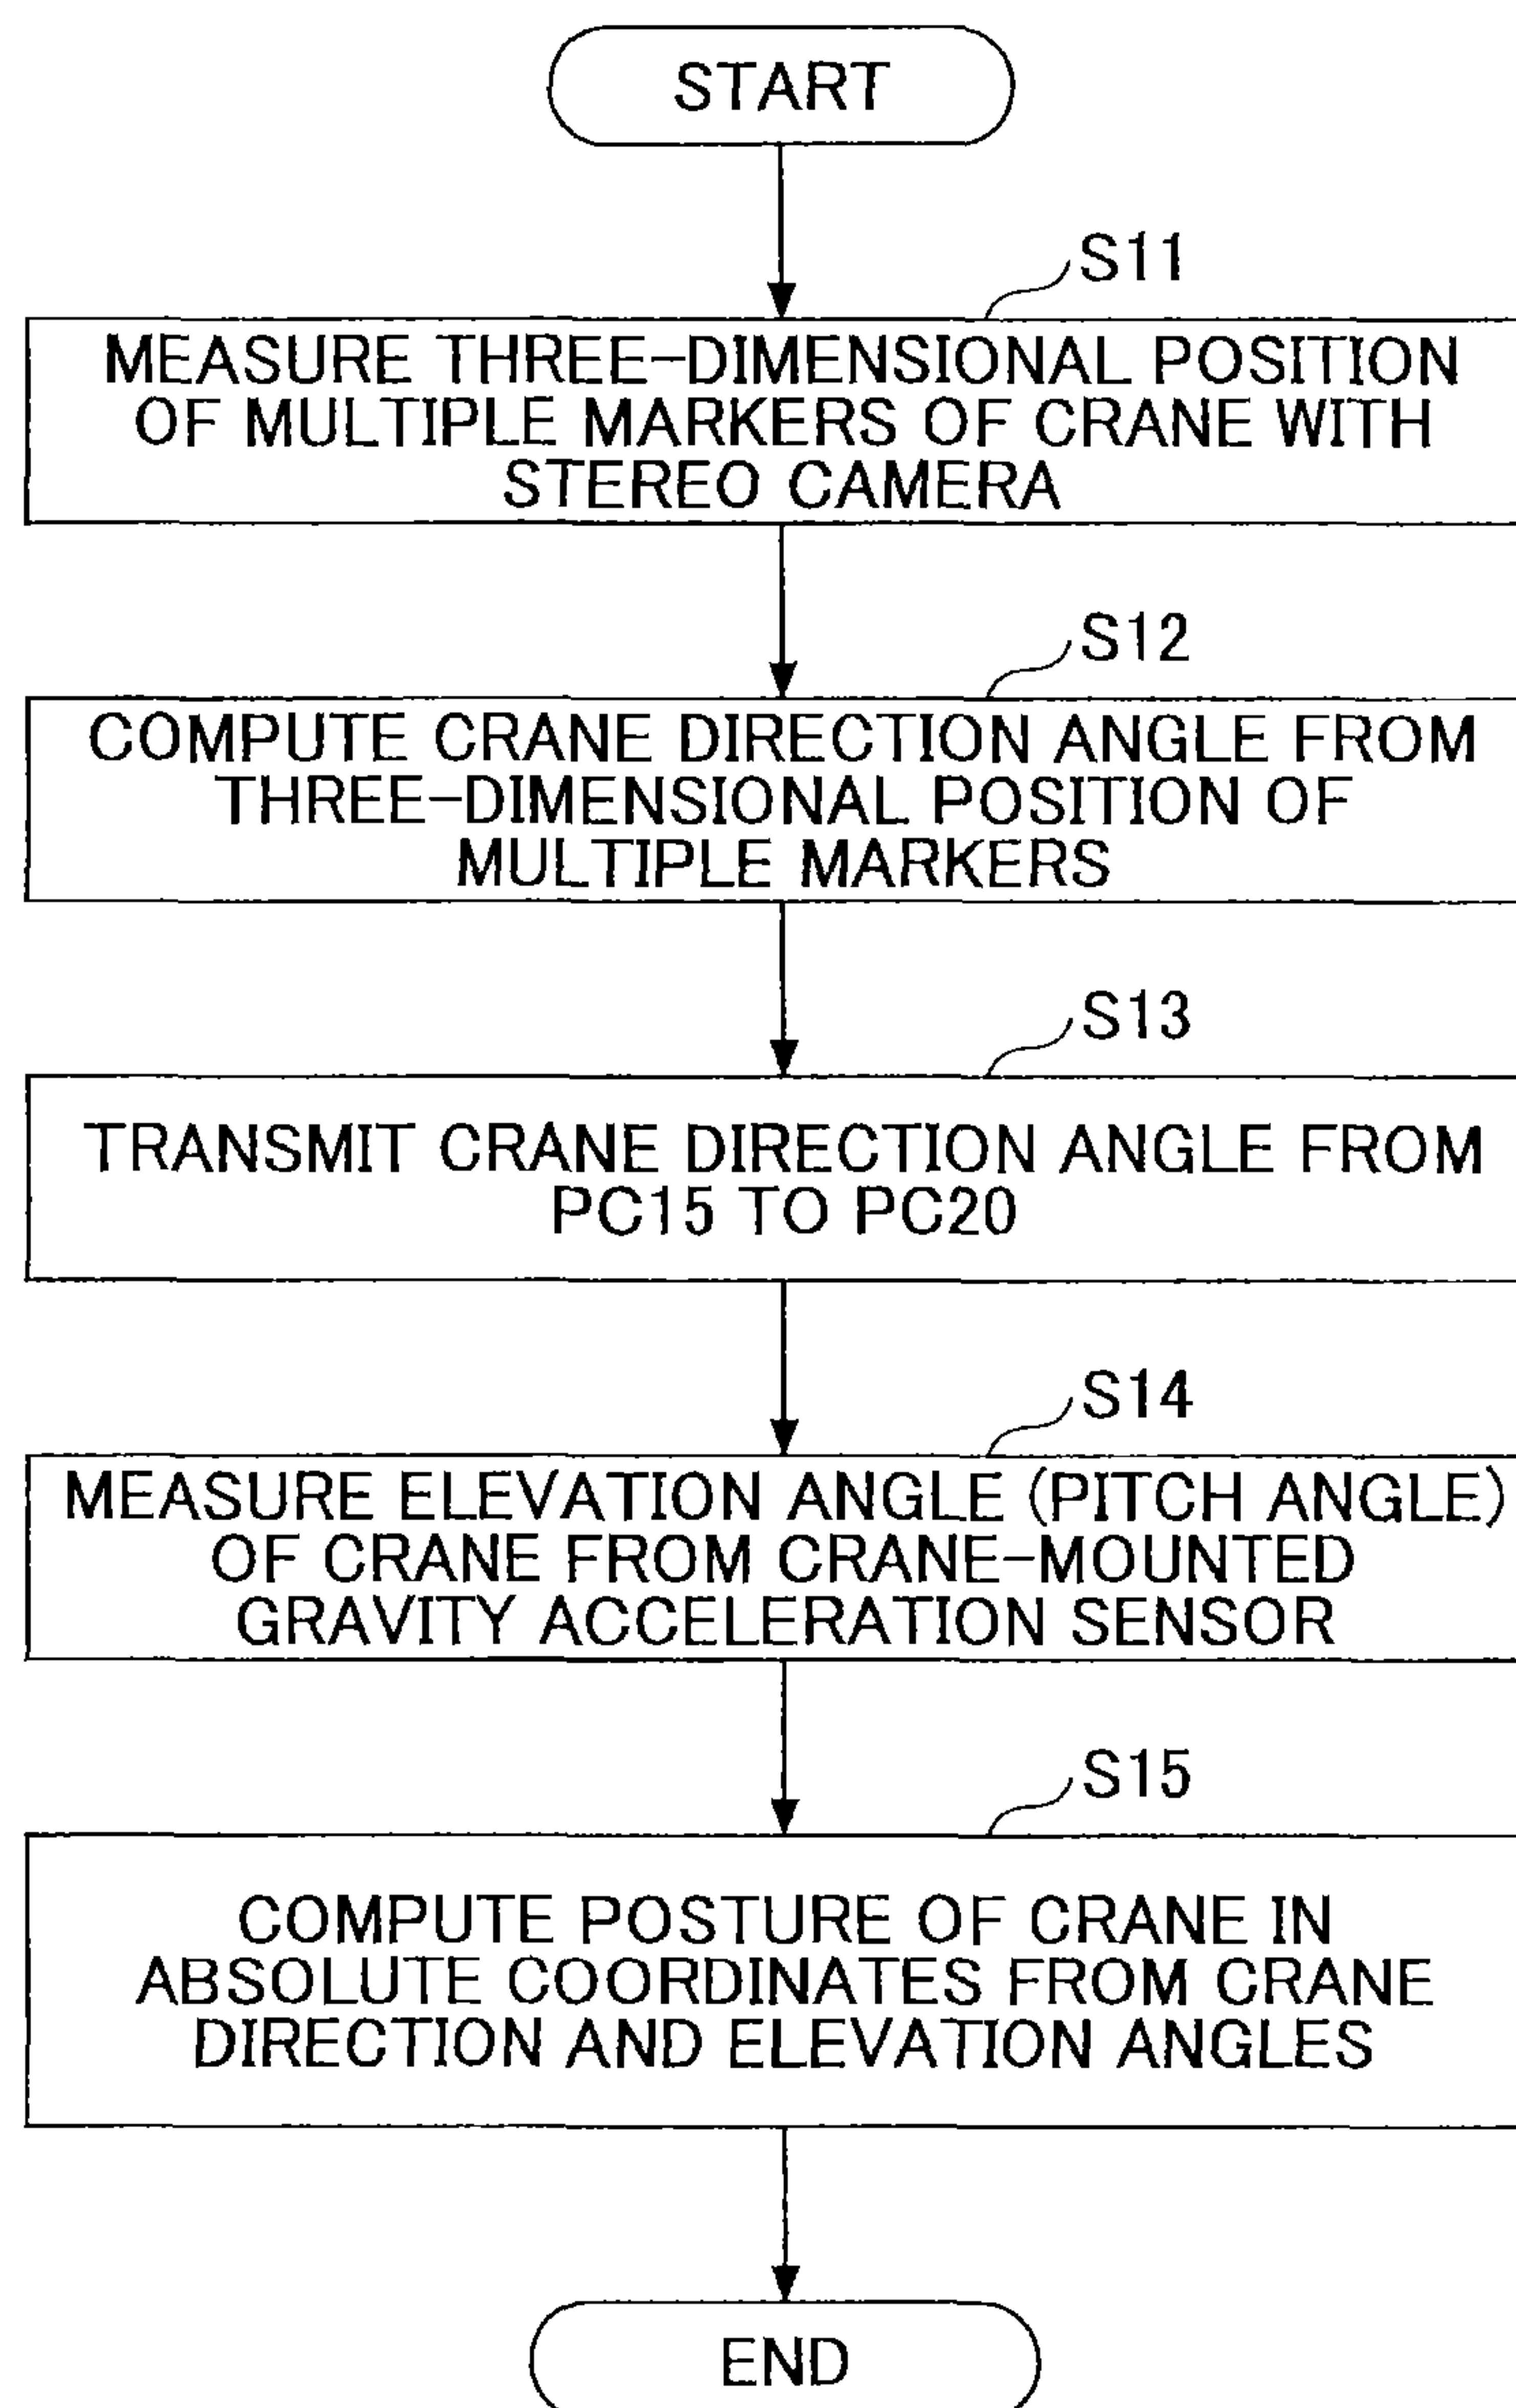 START
S11
MEASURE THREE-DIMENSIONAL POSITION
OF MULTIPLE MARKERS OF CRANE WITH
STEREO CAMERA
S12
COMPUTE CRANE DIRECTION ANGLE FROM
THREE-DIMENSIONAL POSITION OF
MULTIPLE MARKERS
S13
TRANSMIT CRANE DIRECTION ANGLE FROM
PC15 TO PC20
S14
MEASURE ELEVATION ANGLE (PITCH ANGLE)
OF CRANE FROM CRANE-MOUNTED
GRAVITY ACCELERATION SENSOR
S15
COMPUTE POSTURE OF CRANE IN
ABSOLUTE COORDINATES FROM CRANE
DIRECTION AND ELEVATION ANGLES
END